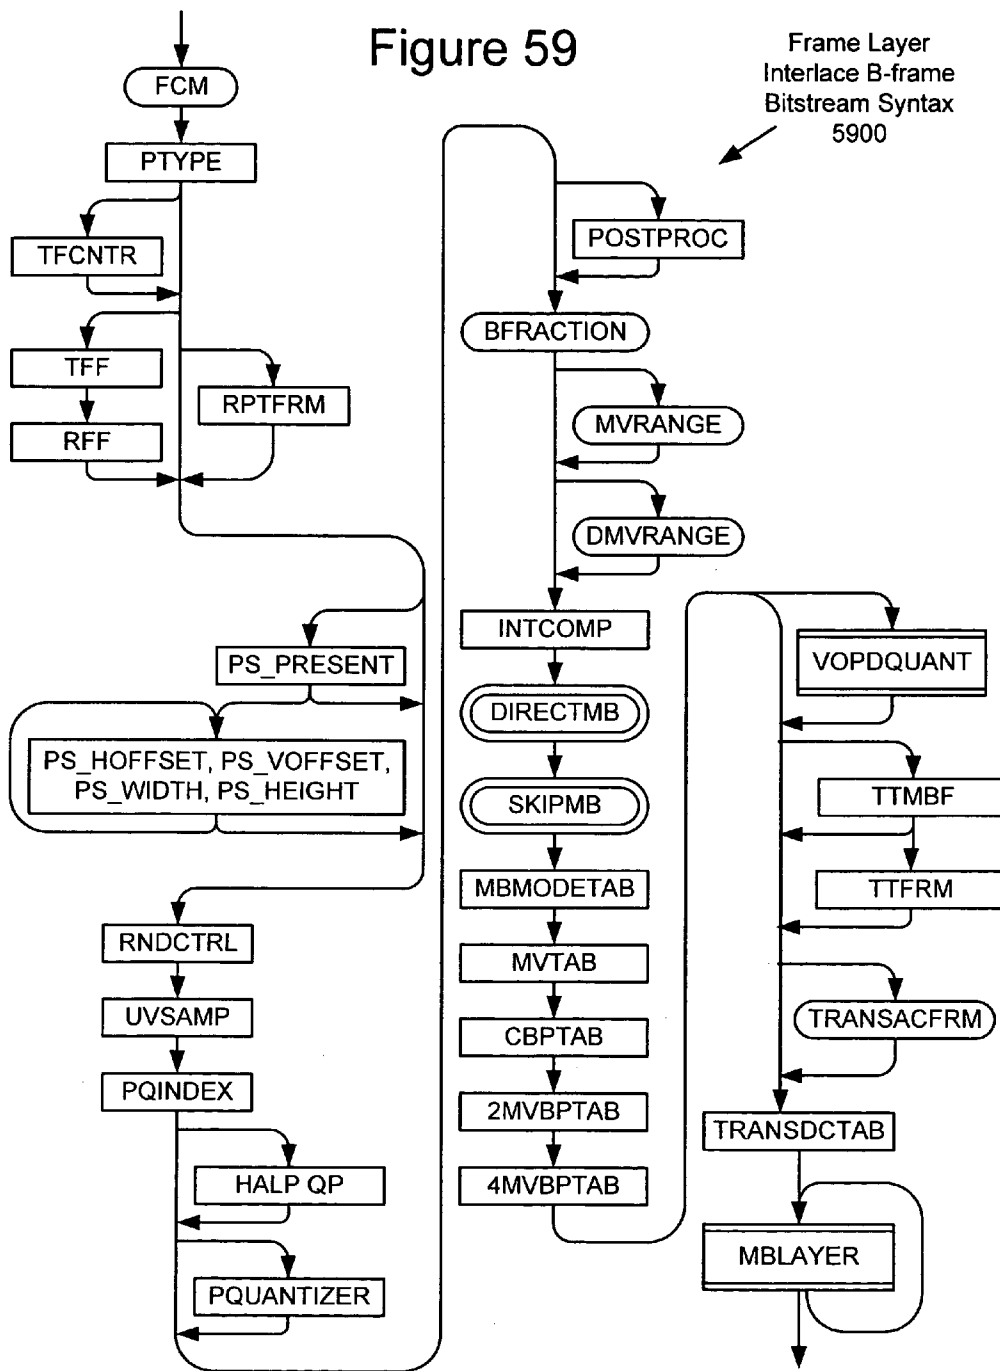 Figure 59
Frame Layer
Interlace B-frame
Bitstream Syntax
5900
FCM
PTYPE
TFCNTR
TFF
RFF
RPTFRM
PS_PRESENT
PS_HOFFSET, PS_VOFFSET,
PS_WIDTH, PS_HEIGHT
RNDCTRL
UVSAMP
PQINDEX
HALP QP
PQUANTIZER
POSTPROC
BFRACTION
MVRANGE
DMVRANGE
INTCOMP
DIRECTMB
SKIPMB
MBMODETAB
MVTAB
CBPTAB
2MVBPTAB
4MVBPTAB
VOPDQUANT
TTMBF
TTFRM
TRANSACFRM
TRANSDCTAB
MBLAYER